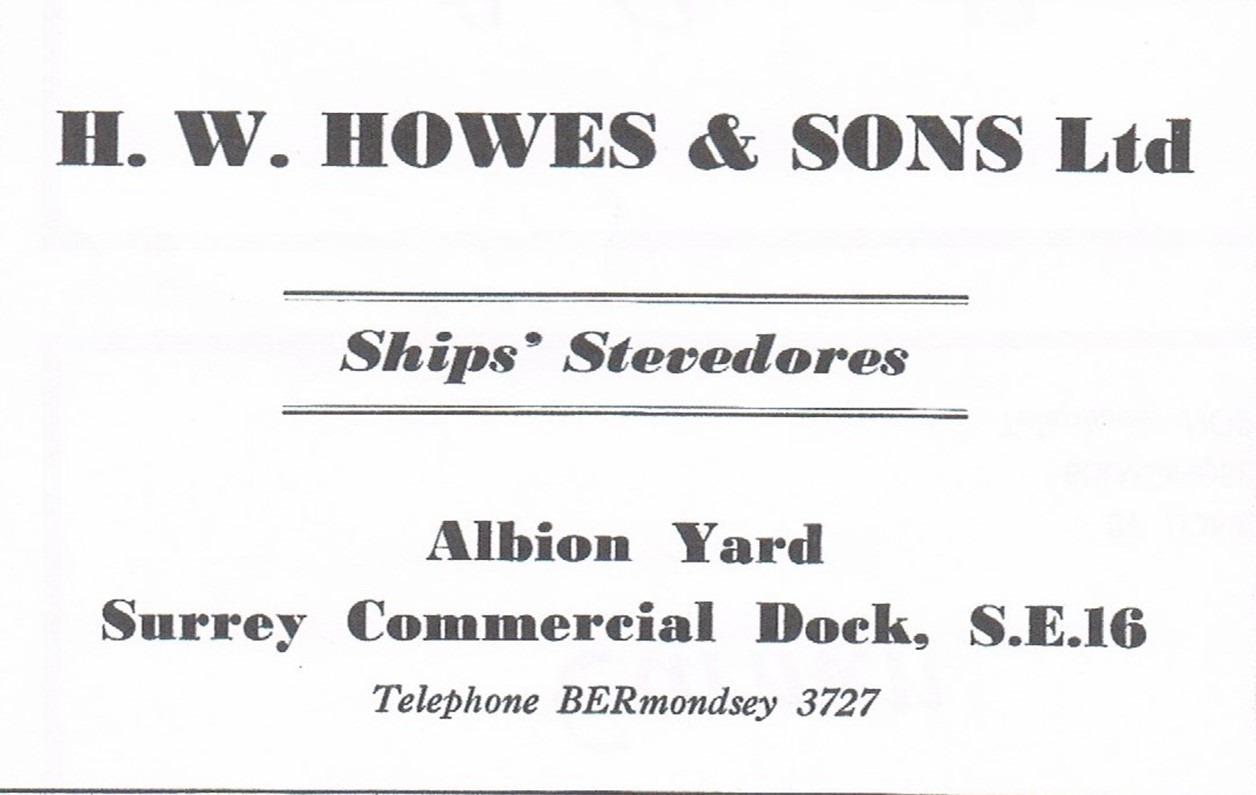 H. W. HOWES & SONS Ltd
Ships' Stevedores
Albion Yard
Surrey Commercial Dock, S.E.16
Telephone BERmondsey 3727